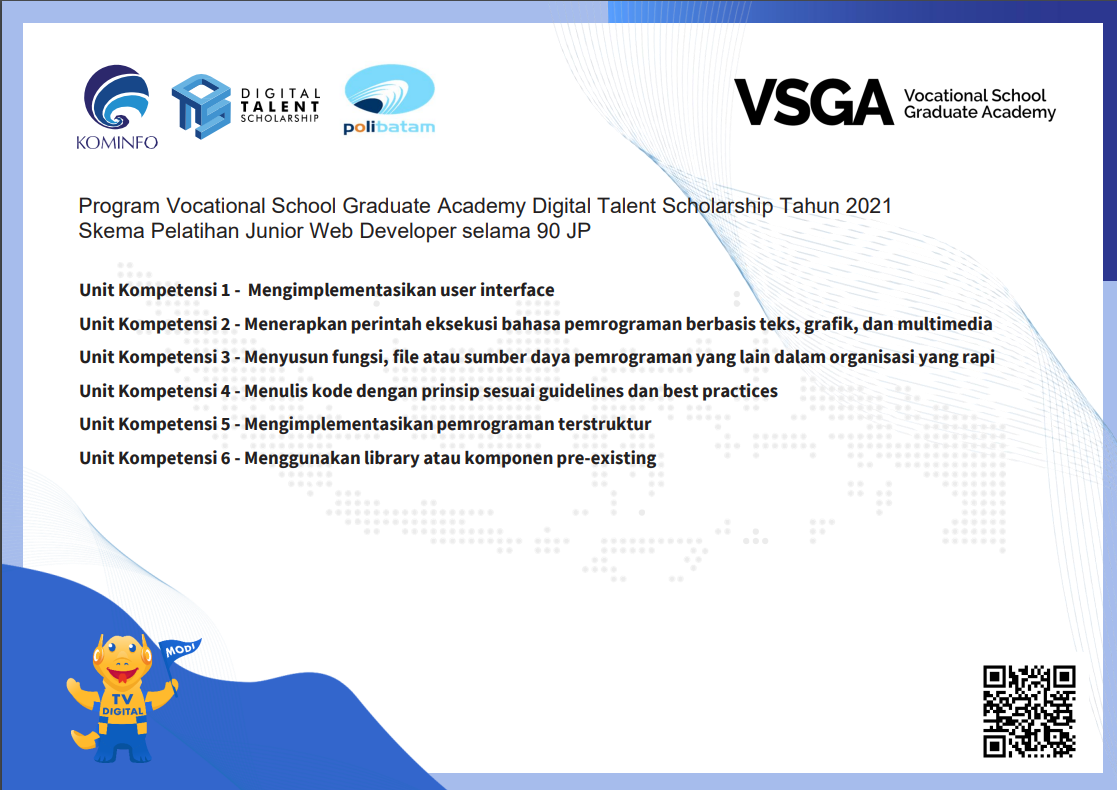 KOMINFO
DIGITAL
TALENT
SCHOLARSHIP
polibatam
VSGA
Vocational School
Graduate Academy
Program Vocational School Graduate Academy Digital Talent Scholarship Tahun 2021
Skema Pelatihan Junior Web Developer selama 90 JP
Unit Kompetensi 1 - Mengimplementasikan user interface
Unit Kompetensi 2 - Menerapkan perintah eksekusi bahasa pemrograman berbasis teks, grafik, dan multimedia
Unit Kompetensi 3 - Menyusun fungsi, file atau sumber daya pemrograman yang lain dalam organisasi yang rapi
Unit Kompetensi 4 - Menulis kode dengan prinsip sesuai guidelines dan best practices
Unit Kompetensi 5 - Mengimplementasikan pemrograman terstruktur
Unit Kompetensi 6 - Menggunakan library atau komponen pre-existing
MODI
TV
DIGITAL